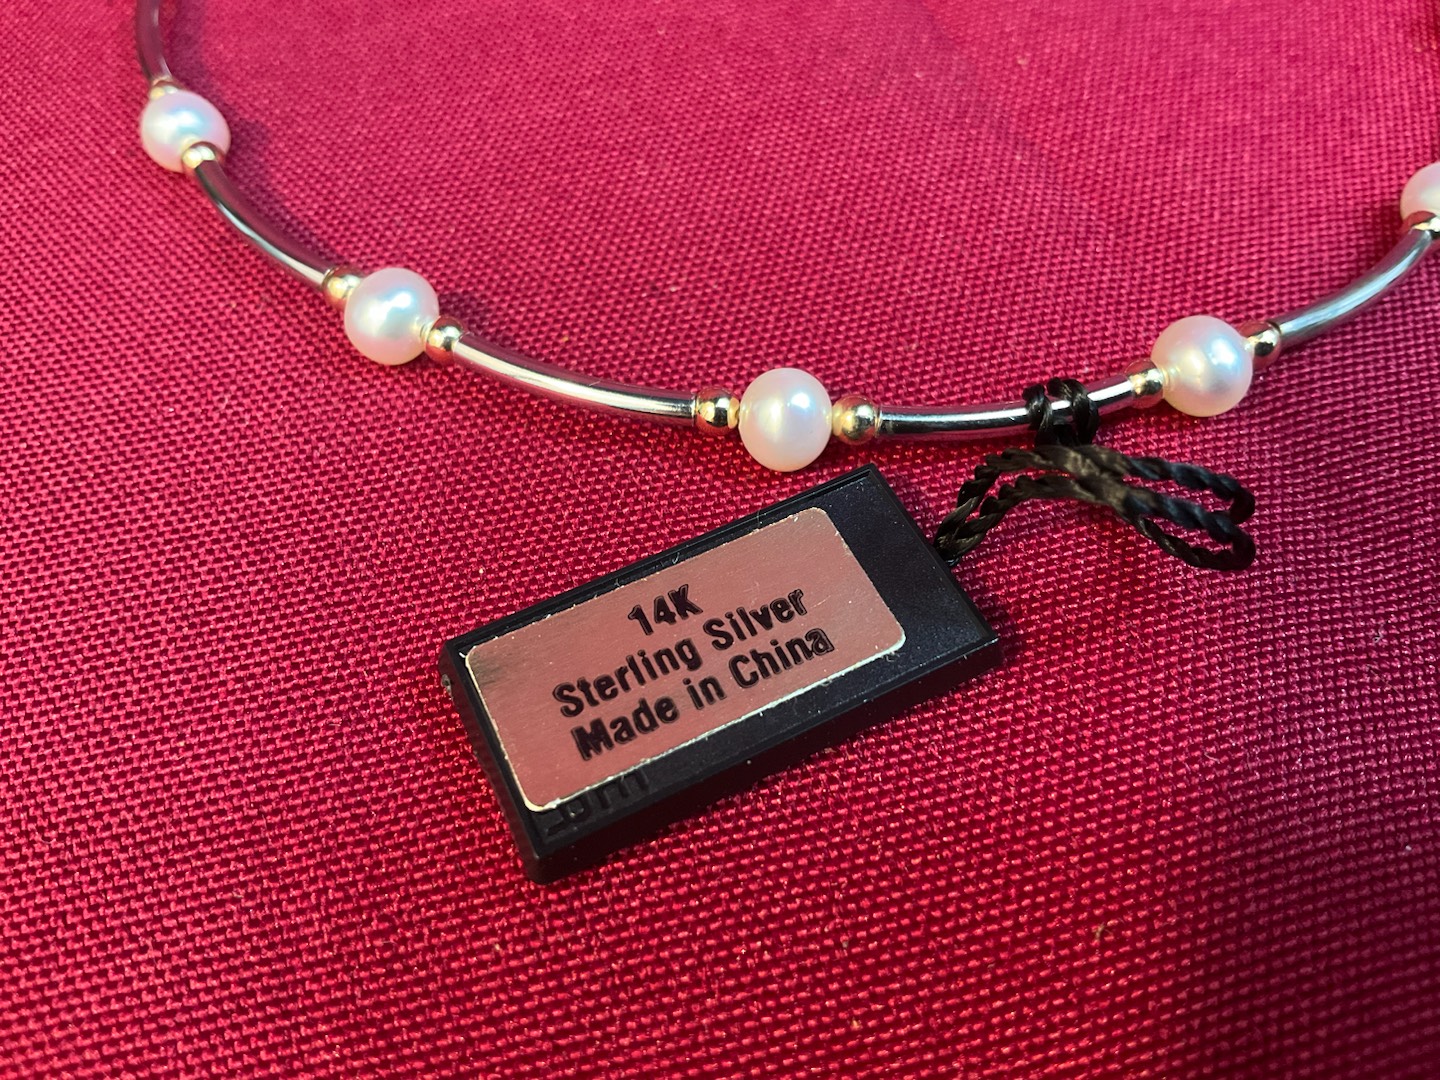 14K
Sterling Silver
Made in China